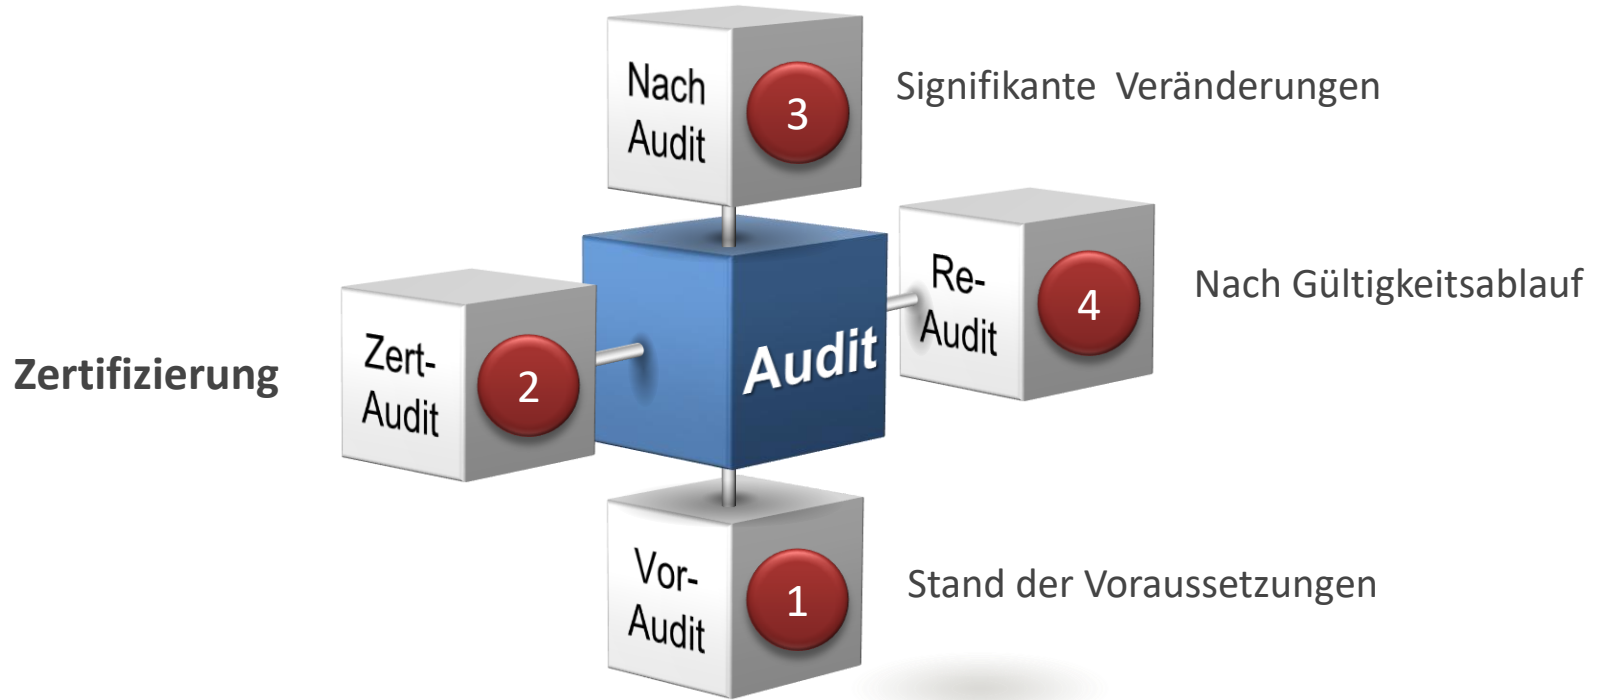 Nach
Audit
3
Signifikante Veränderungen
Re-
Audit
4
Nach Gültigkeitsablauf
Zertifizierung
Zert-
Audit
2
Audit
Vor-
Audit
1
Stand der Voraussetzungen